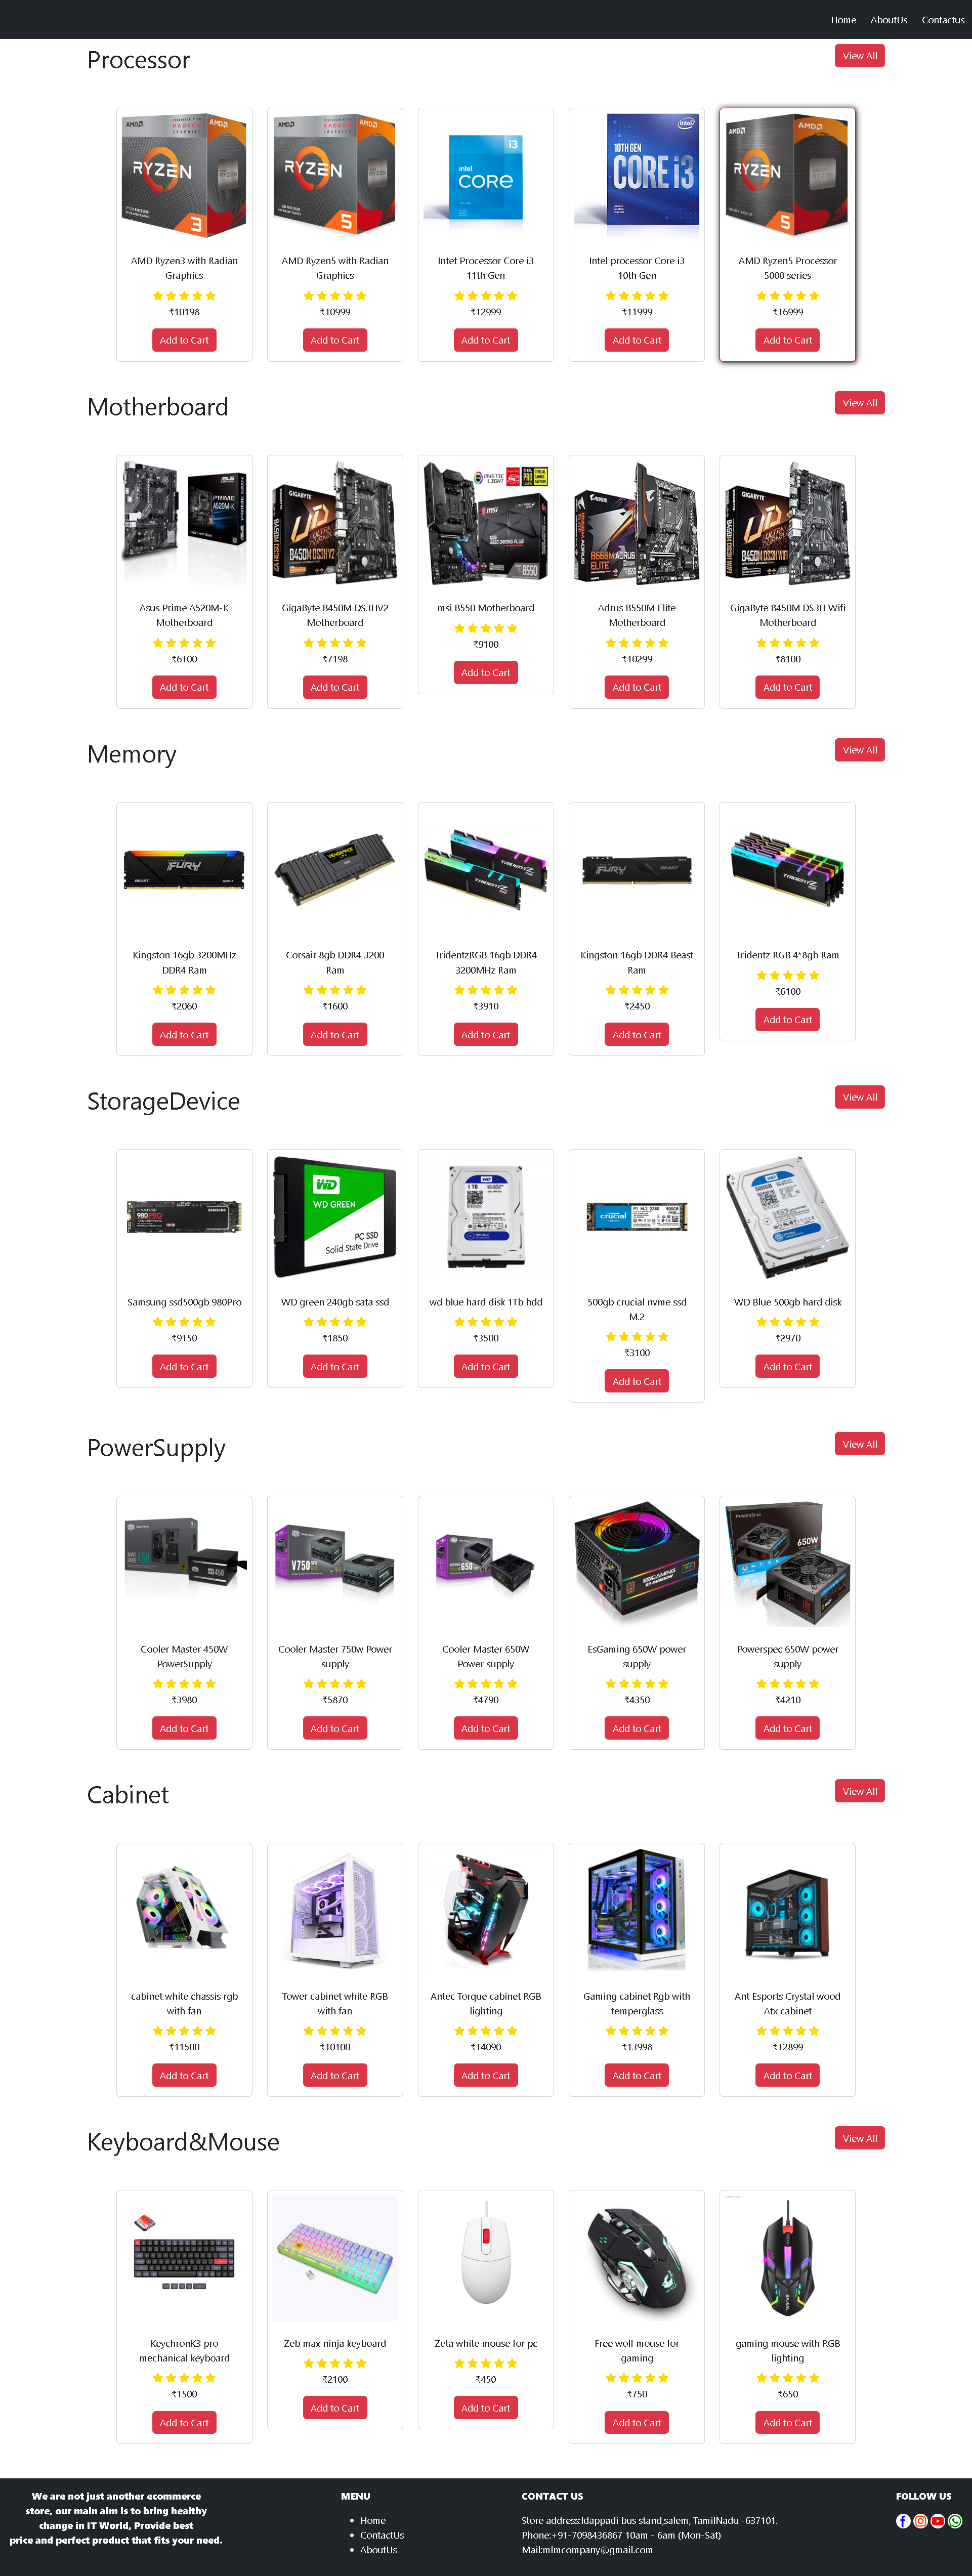 Home AboutUs Contactus
Processor
View All
AMD Ryzen3 with Radian
Graphics
₹10198
Add to Cart
AMD Ryzen5 with Radian
Graphics
₹10999
Add to Cart
Intet Processor Core i3
11th Gen
₹12999
Add to Cart
Intel processor Core i3
10th Gen
₹11999
Add to Cart
AMD Ryzen5 Processor
5000 series
₹16999
Add to Cart
Motherboard
View All
Asus Prime A520M-K
Motherboard
₹6100
Add to Cart
GigaByte B450M DS3HV2
Motherboard
₹7198
Add to Cart
msi B550 Motherboard
₹9100
Add to Cart
Adrus B550M Elite
Motherboard
₹10299
Add to Cart
GigaByte B450M DS3H Wifi
Motherboard
₹8100
Add to Cart
Memory
View All
Kingston 16gb 3200MHz
DDR4 Ram
₹2060
Add to Cart
Corsair 8gb DDR4 3200
Ram
₹1600
Add to Cart
TridentzRGB 16gb DDR4
3200MHz Ram
₹3910
Add to Cart
Kingston 16gb DDR4 Beast
Ram
₹2450
Add to Cart
Tridentz RGB 4*8gb Ram
₹6100
Add to Cart
StorageDevice
View All
Samsung ssd500gb 980Pro
₹9150
Add to Cart
WD green 240gb sata ssd
₹1850
Add to Cart
wd blue hard disk 1Tb hdd
₹3500
Add to Cart
500gb crucial nvme ssd
M.2
₹3100
Add to Cart
WD Blue 500gb hard disk
₹2970
Add to Cart
PowerSupply
View All
Cooler Master 450W
PowerSupply
₹3980
Add to Cart
Cooler Master 750w Power
supply
₹5870
Add to Cart
Cooler Master 650W
Power supply
₹4790
Add to Cart
EsGaming 650W power
supply
₹4350
Add to Cart
Powerspec 650W power
supply
₹4210
Add to Cart
Cabinet
View All
cabinet white chassis rgb
with fan
₹11500
Add to Cart
Tower cabinet white RGB
with fan
₹10100
Add to Cart
Antec Torque cabinet RGB
lighting
₹14090
Add to Cart
Gaming cabinet Rgb with
temperglass
₹13998
Add to Cart
Ant Esports Crystal wood
Atx cabinet
₹12899
Add to Cart
Keyboard&Mouse
View All
KeychronK3 pro
mechanical keyboard
₹1500
Add to Cart
Zeb max ninja keyboard
₹2100
Add to Cart
Zeta white mouse for pc
₹450
Add to Cart
Free wolf mouse for
gaming
₹750
Add to Cart
gaming mouse with RGB
lighting
₹650
Add to Cart
We are not just another ecommerce
store, our main aim is to bring healthy
change in IT World, Provide best
price and perfect product that fits your need.
MENU
Home
ContactUs
AboutUs
CONTACT US
Store address:Idappadi bus stand,salem, TamilNadu -637101.
Phone:+91-7098436867 10am - 6am (Mon-Sat)
Mail:mlmcompany@gmail.com
FOLLOW US